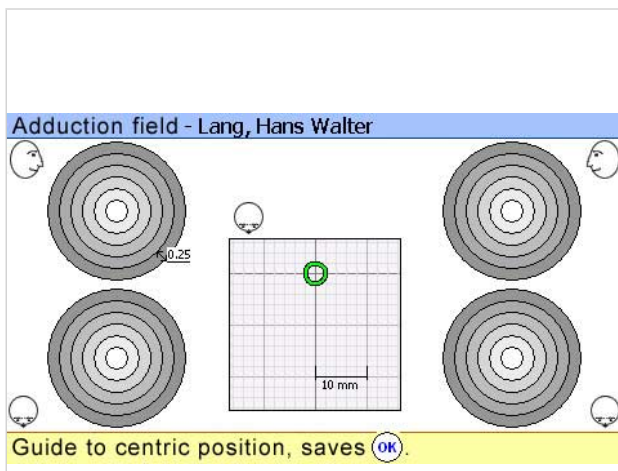 Adduction field - Lang, Hans Walter
0.25
10 mm
Guide to centric position, saves OK.